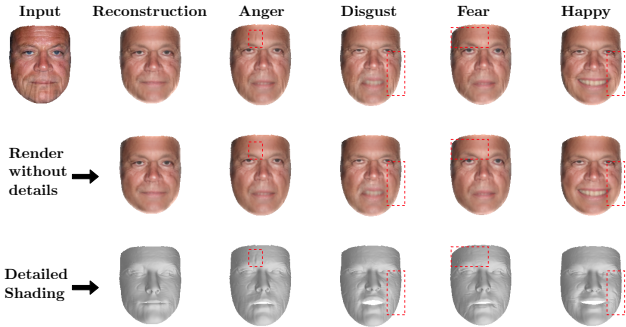 Input Reconstruction Anger Disgust Fear Happy
Render
without
details
Detailed
Shading